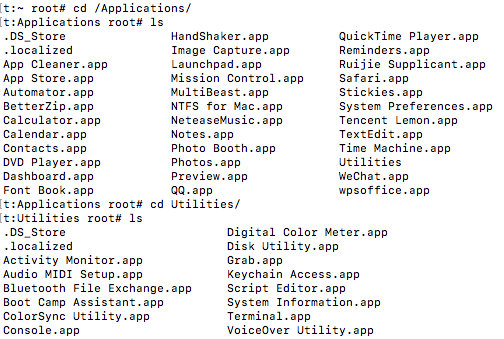 [t:~ root# cd /Applications/
[t:Applications root# ls
.DS_Store HandShaker.app QuickTime Player.app
.localized Image Capture.app Reminders.app
App Cleaner.app Launchpad.app Ruijie Supplicant.app
App Store.app Mission Control.app Safari.app
Automator.app MultiBeast.app Stickies.app
BetterZip.app NTFS for Mac.app System Preferences.app
Calculator.app NeteaseMusic.app Tencent Lemon.app
Calendar.app Notes.app TextEdit.app
Contacts.app Photo Booth.app Time Machine.app
DVD Player.app Photos.app Utilities
Dashboard.app Preview.app WeChat.app
Font Book.app QQ.app wpsoffice.app
[t:Applications root# cd Utilities/
[t:Utilities root# ls
.DS_Store Digital Color Meter.app
.localized Disk Utility.app
Activity Monitor.app Grab.app
Audio MIDI Setup.app Keychain Access.app
Bluetooth File Exchange.app Script Editor.app
Boot Camp Assistant.app System Information.app
ColorSync Utility.app Terminal.app
Console.app VoiceOver Utility.app